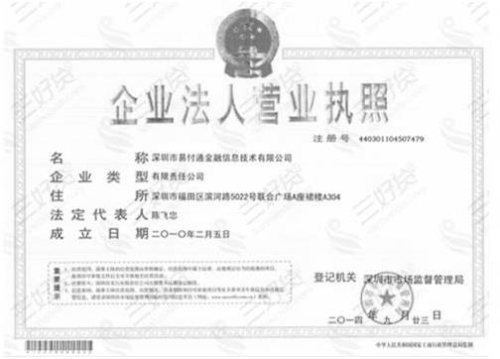 三好贷
企业法人营业执照
注册号 440301104507479
名称 深圳市易付通金融信息技术有限公司
企业类型 有限责任公司
住所 深圳市福田区滨河路5022号联合广场A座裙楼A304
法定代表人 陈飞忠
成立日期 二〇一〇年二月五日
重要提示
登记机关 深圳市市场监督管理局
二〇一四年九月廿三日
中华人民共和国国家工商行政管理总局监制